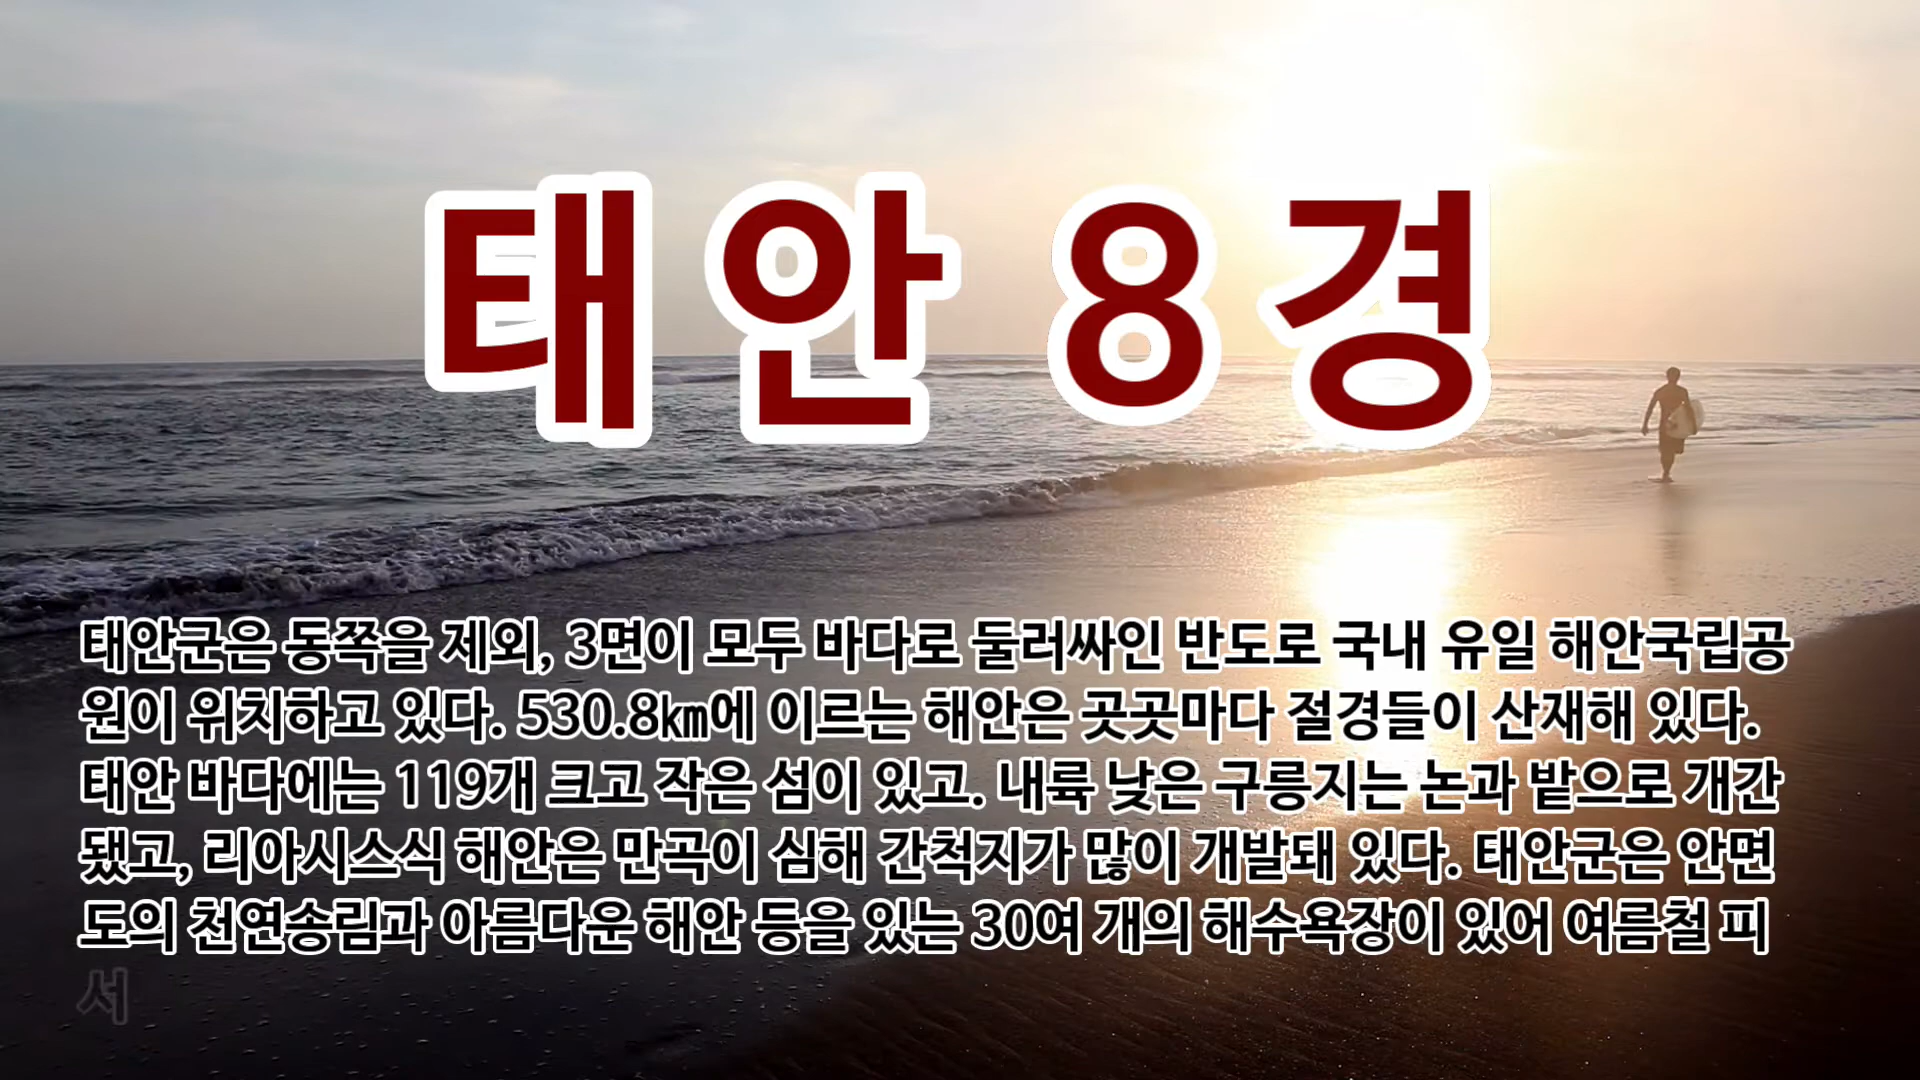 태안 8경
태안군은 동쪽을 제외, 3면이 모두 바다로 둘러싸인 반도로 국내 유일 해안국립공
원이 위치하고 있다. 530.8㎞에 이르는 해안은 곳곳마다 절경들이 산재해 있다.
태안 바다에는 119개 크고 작은 섬이 있고. 내륙 낮은 구릉지는 논과 밭으로 개간
됐고, 리아시스식 해안은 만곡이 심해 간척지가 많이 개발돼 있다. 태안군은 안면
도의 천연송림과 아름다운 해안 등을 있는 30여 개의 해수욕장이 있어 여름철 피
서